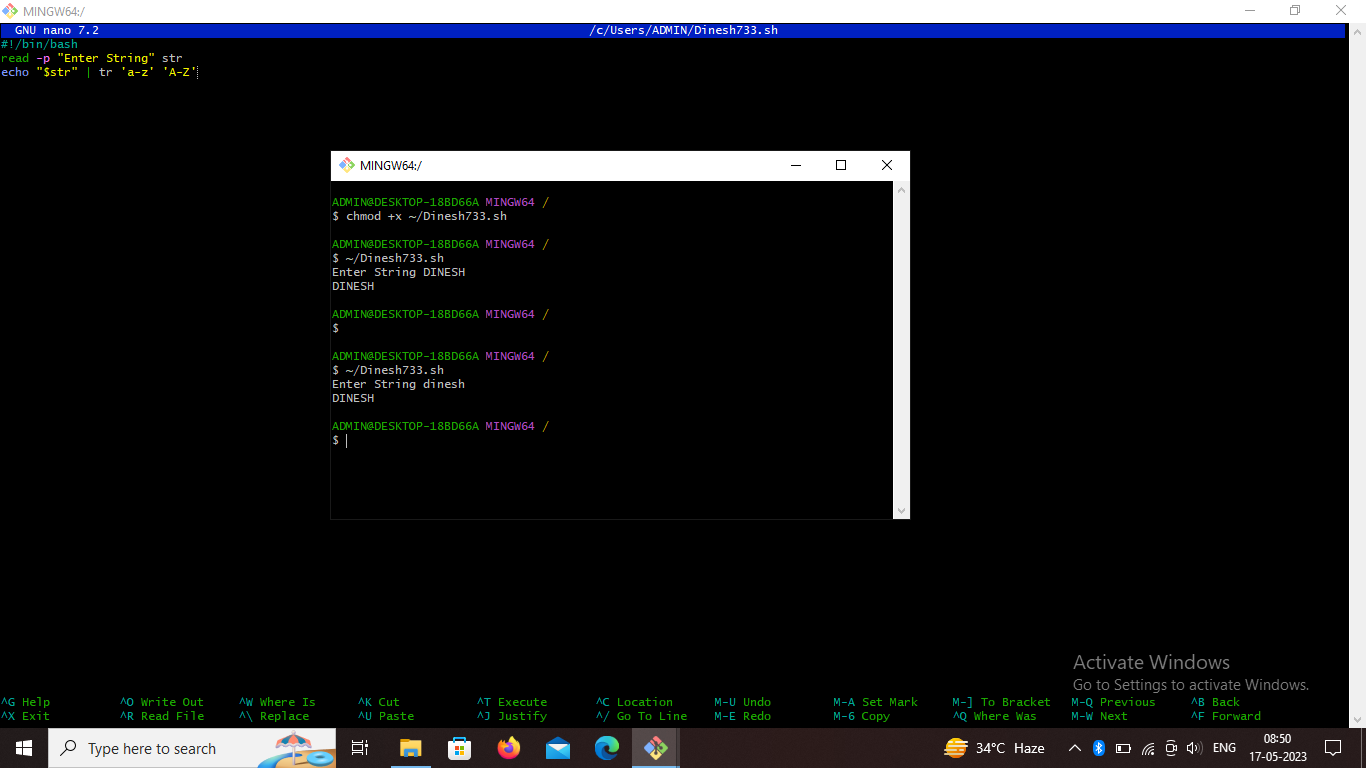 MINGW64:/
GNU nano 7.2 /c/Users/ADMIN/Dinesh733.sh
#!/bin/bash
read -p "Enter String" str
echo "$str" | tr 'a-z' 'A-Z'
MINGW64:/
ADMIN@DESKTOP-18BD66A MINGW64 /
$ chmod +x ~/Dinesh733.sh
ADMIN@DESKTOP-18BD66A MINGW64 /
$ ~/Dinesh733.sh
Enter String DINESH
DINESH
ADMIN@DESKTOP-18BD66A MINGW64 /
$
ADMIN@DESKTOP-18BD66A MINGW64 /
$ ~/Dinesh733.sh
Enter String dinesh
DINESH
ADMIN@DESKTOP-18BD66A MINGW64 /
$
Activate Windows
Go to Settings to activate Windows.
^G Help ^O Write Out ^W Where Is ^K Cut ^T Execute ^C Location M-U Undo M-A Set Mark M-] To Bracket M-Q Previous ^B Back
^X Exit ^R Read File ^\ Replace ^U Paste ^J Justify ^/ Go To Line M-E Redo M-6 Copy ^Q Where Was M-W Next ^F Forward
Type here to search 34°C Haze ENG 08:50
17-05-2023